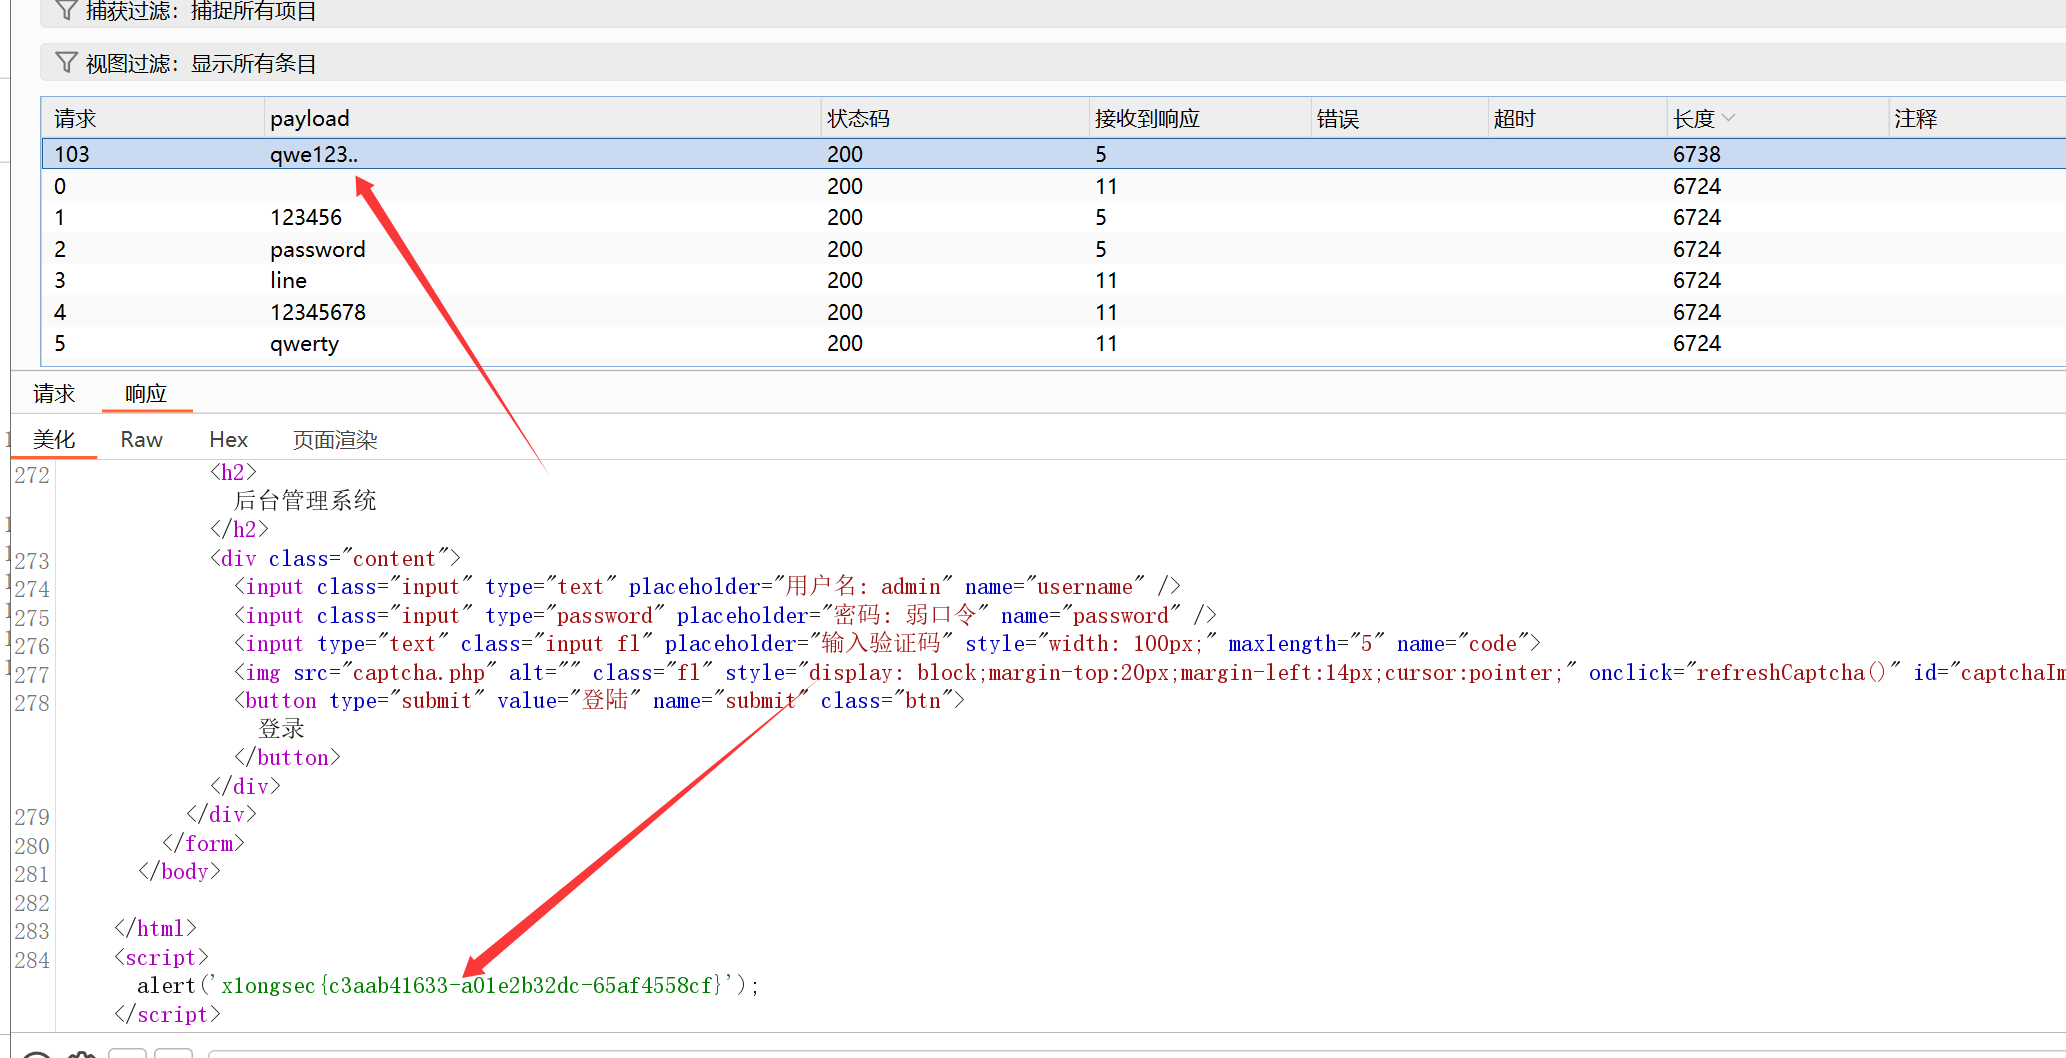 捕获过滤：捕捉所有项目
视图过滤：显示所有条目
请求 payload 状态码 接收到响应 错误 超时 长度 注释
103 qwe123.. 200 5 6738
0 200 11 6724
1 123456 200 5 6724
2 password 200 5 6724
3 line 200 11 6724
4 12345678 200 11 6724
5 qwerty 200 11 6724
请求 响应
美化 Raw Hex 页面渲染
272 <h2>
后台管理系统
</h2>
273 <div class="content">
274 <input class="input" type="text" placeholder="用户名: admin" name="username" />
275 <input class="input" type="password" placeholder="密码: 弱口令" name="password" />
276 <input type="text" class="input fl" placeholder="输入验证码" style="width: 100px;" maxlength="5" name="code">
277 <img src="captcha.php" alt="" class="fl" style="display: block;margin-top:20px;margin-left:14px;cursor:pointer;" onclick="refreshCaptcha()" id="captchaIm
278 <button type="submit" value="登陆" name="submit" class="btn">
登录
</button>
</div>
279 </div>
280 </form>
281 </body>
282
283 </html>
284 <script>
alert('xlongsec{c3aab41633-a01e2b32dc-65af4558cf}');
</script>